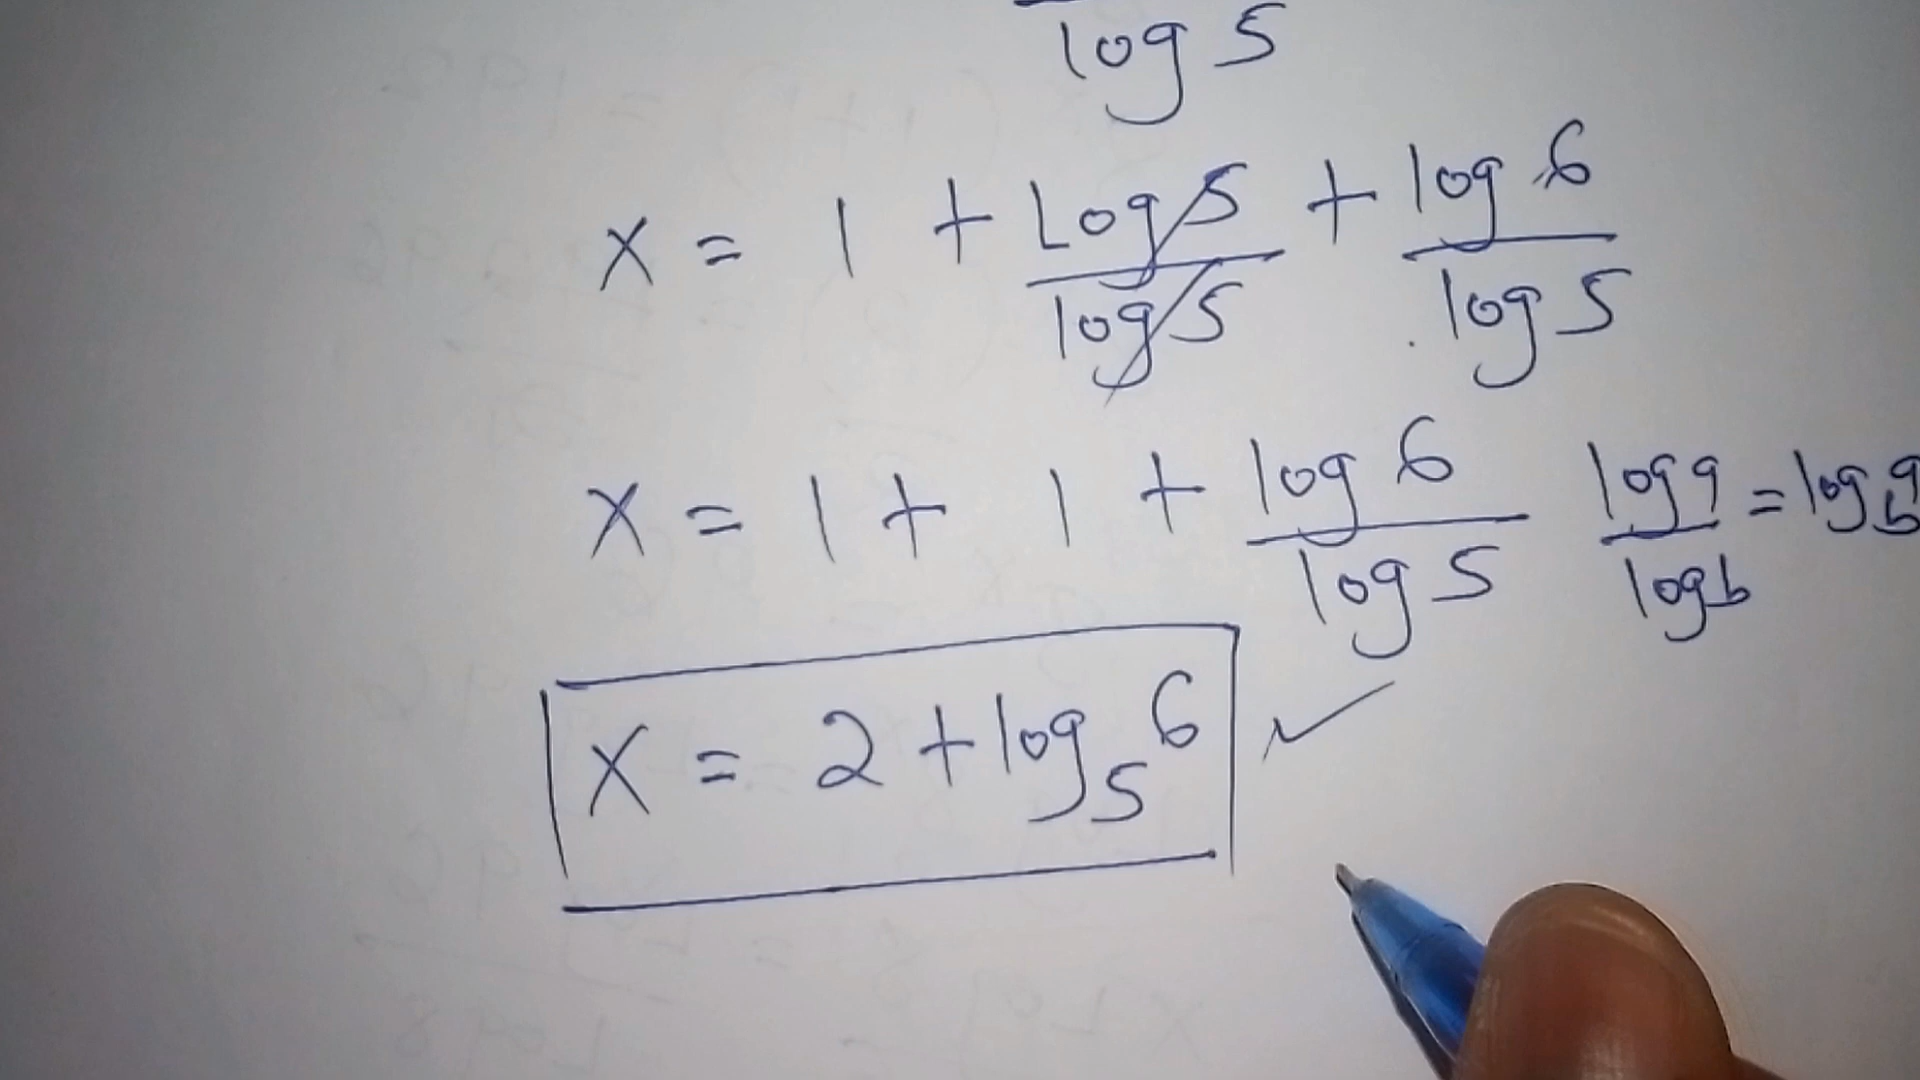 log 5
x = 1 + Log 5 / log 5 + log 6 / log 5
x = 1 + 1 + log 6 / log 5
log a / log b = log_b a
x = 2 + log_5 6 ✓